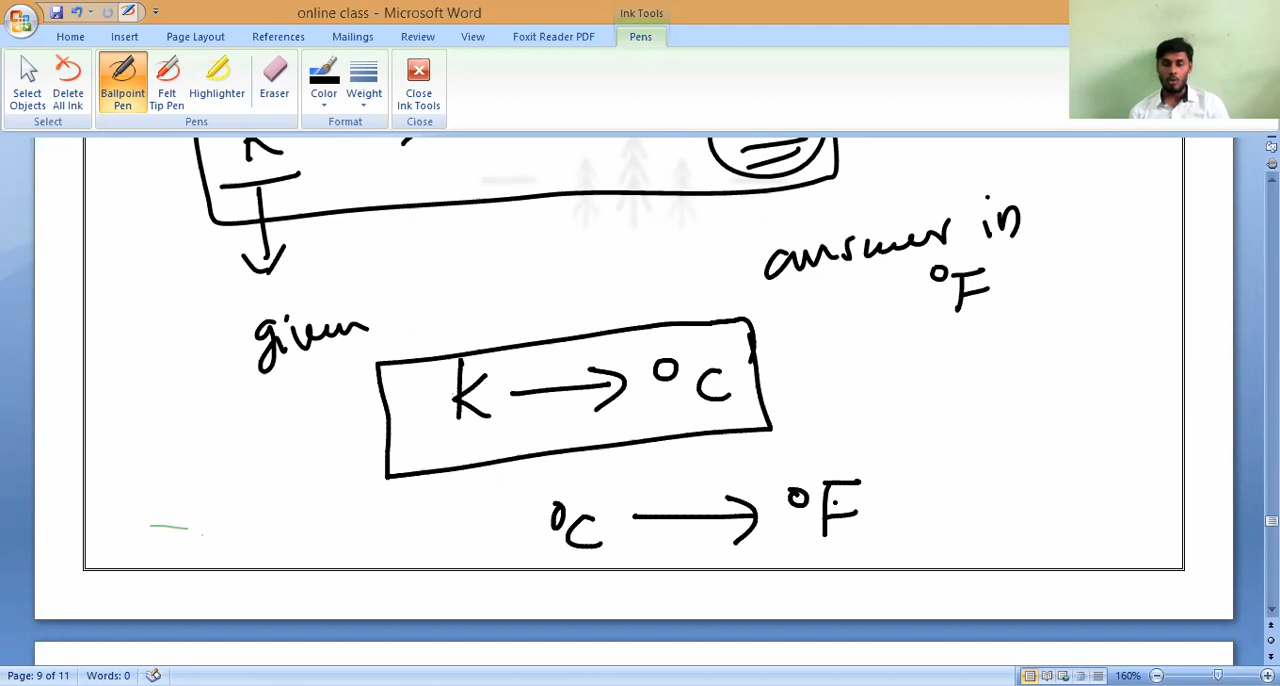 online class - Microsoft Word
Ink Tools
Home Insert Page Layout References Mailings Review View Foxit Reader PDF Pens
Select Objects
Delete All Ink
Ballpoint Pen
Felt Tip Pen
Highlighter
Eraser
Color
Weight
Close Ink Tools
Select Pens Format Close
K
answer in
°F
given
K → °C
°C → °F
Page: 9 of 11 Words: 0 160%